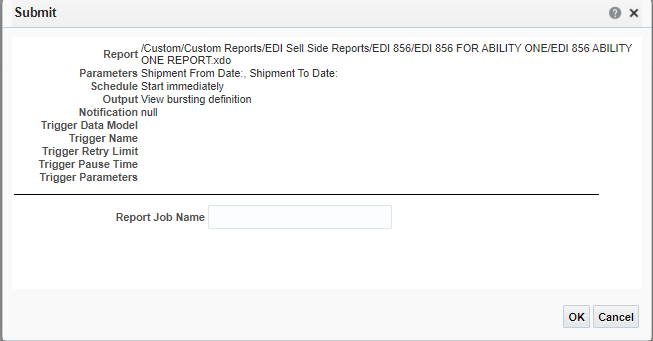 Submit
Report /Custom/Custom Reports/EDI Sell Side Reports/EDI 856/EDI 856 FOR ABILITY ONE/EDI 856 ABILITY
ONE REPORT.xdo
Parameters Shipment From Date:, Shipment To Date:
Schedule Start immediately
Output View bursting definition
Notification null
Trigger Data Model
Trigger Name
Trigger Retry Limit
Trigger Pause Time
Trigger Parameters
Report Job Name
OK Cancel